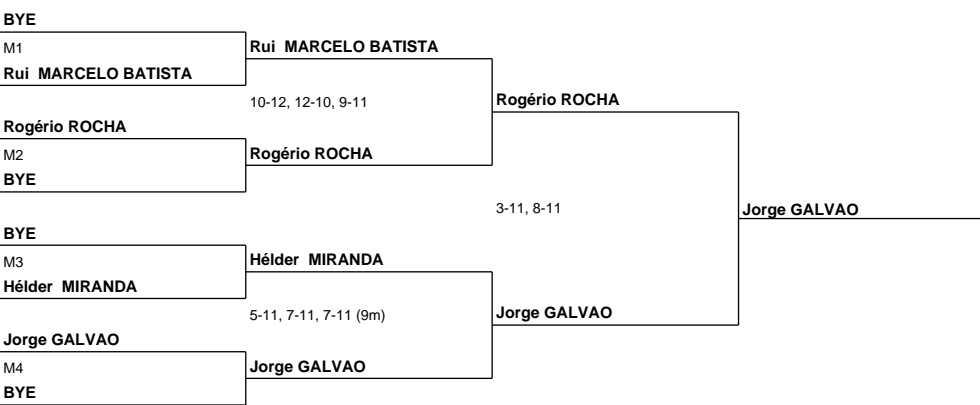 BYE
M1
Rui MARCELO BATISTA
Rui MARCELO BATISTA
10-12, 12-10, 9-11
Rogério ROCHA
Rogério ROCHA
M2
Rogério ROCHA
BYE
3-11, 8-11
Jorge GALVAO
BYE
M3
Hélder MIRANDA
Hélder MIRANDA
5-11, 7-11, 7-11 (9m)
Jorge GALVAO
Jorge GALVAO
M4
Jorge GALVAO
BYE